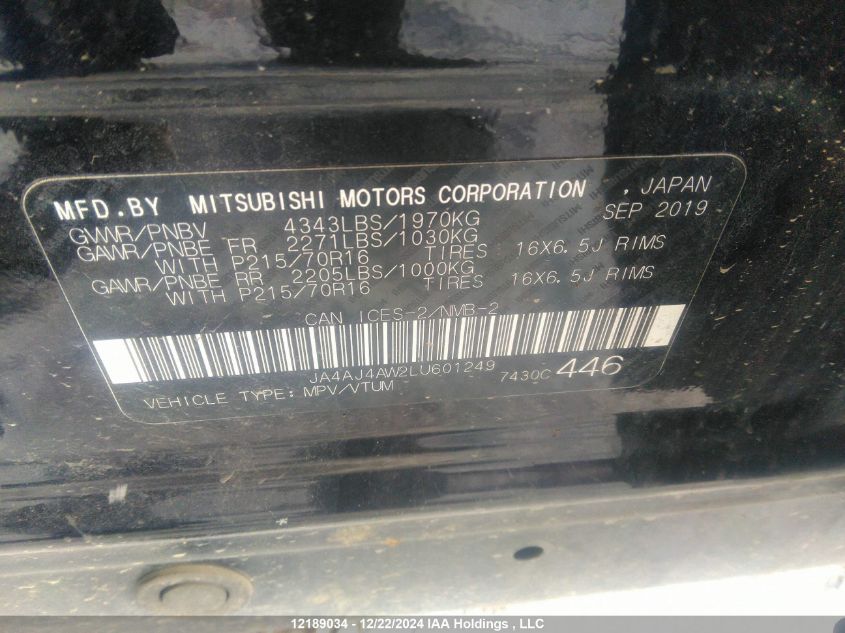 MFD.BY MITSUBISHI MOTORS CORPORATION , JAPAN
GVWR/PNBV 4343LBS/1970KG SEP 2019
GAWR/PNBE FR 2271LBS/1030KG
WITH P215/70R16 TIRES 16X6.5J RIMS
GAWR/PNBE RR 2205LBS/1000KG
WITH P215/70R16 TIRES 16X6.5J RIMS
CAN ICES-2/NMB-2
JA4AJ4AW2LU601249 7430C 446
VEHICLE TYPE: MPV/VTUM
12189034 - 12/22/2024 IAA Holdings , LLC